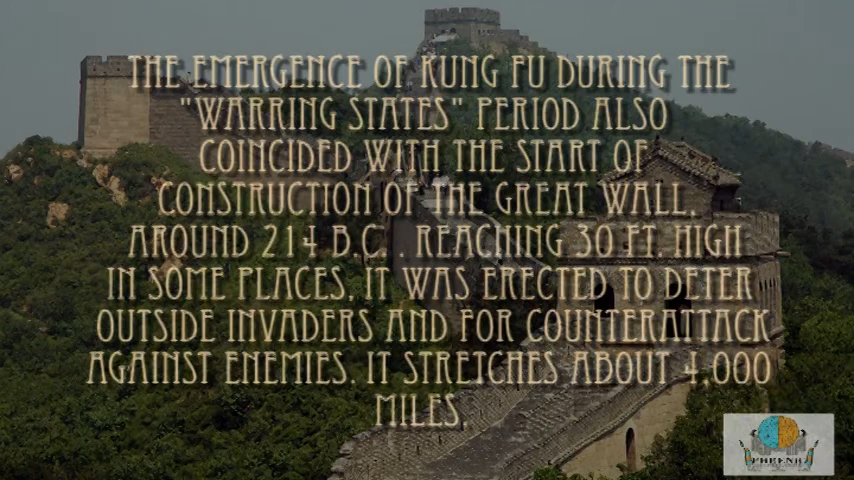 THE EMERGENCE OF KUNG FU DURING THE
"WARRING STATES" PERIOD ALSO
COINCIDED WITH THE START OF
CONSTRUCTION OF THE GREAT WALL,
AROUND 214 B.C. . REACHING 30 FT. HIGH
IN SOME PLACES, IT WAS ERECTED TO DETER
OUTSIDE INVADERS AND FOR COUNTERATTACK
AGAINST ENEMIES. IT STRETCHES ABOUT 4,000
MILES.